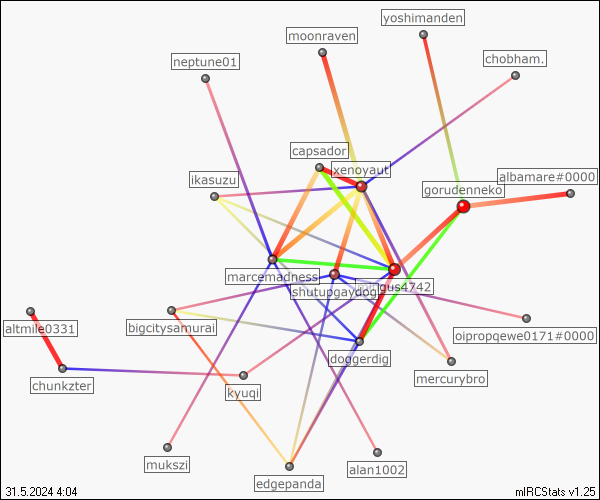 yoshimanden
moonraven
chobham.
neptune01
capsador
xenoyaut
albamare#0000
ikasuzu
gorudenneko
marcemadness
shutupgaydog
gus4742
altmile0331
bigcitysamurai
oipropqewe0171#0000
doggerdig
chunkzter
mercurybro
kyuqi
mukszi
alan1002
edgepanda
31.5.2024 4:04
mIRCStats v1.25